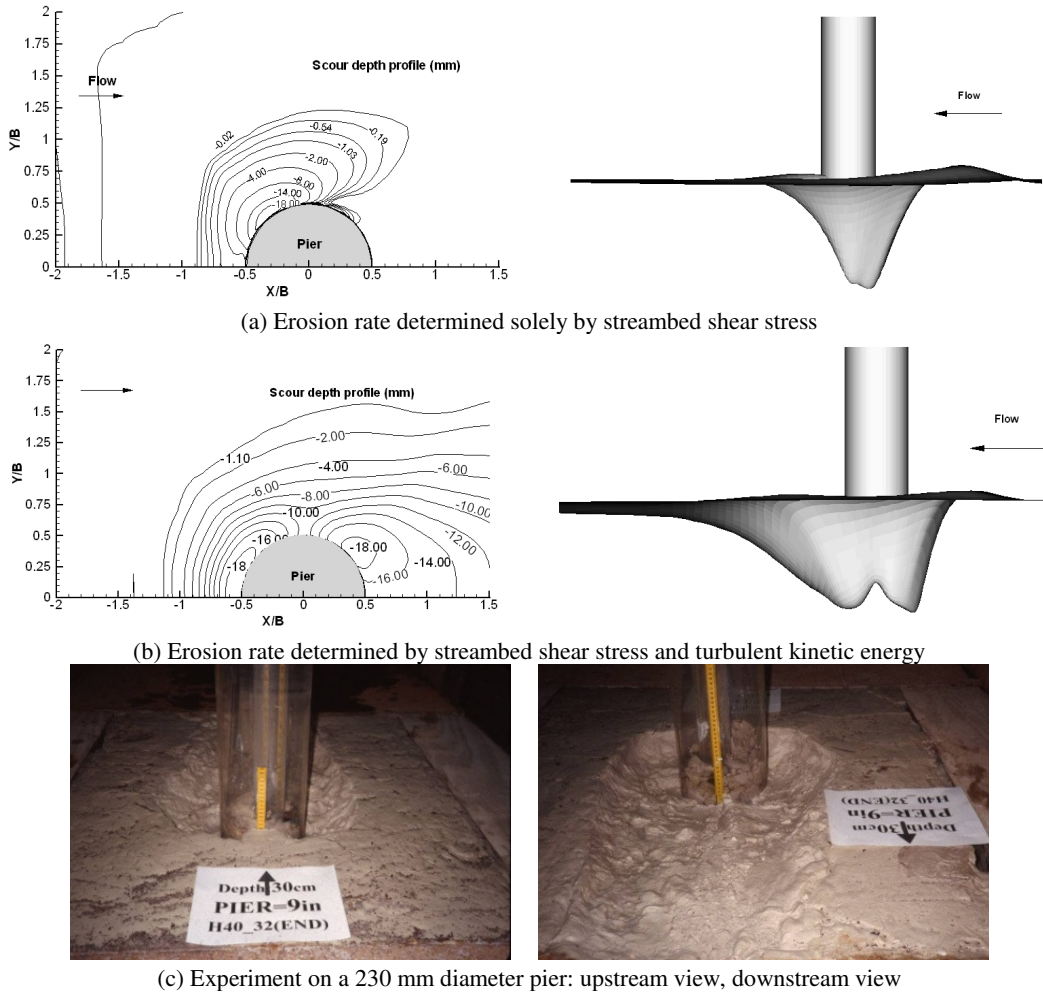 2
1.75
1.5
1.25
1
0.75
0.5
0.25
0
Y/B
Flow
Scour depth profile (mm)
-0.02
-0.54
-0.19
-1.03
-2.00
-4.00
-8.00
-14.00
-18.00
Pier
-2
-1.5
-1
-0.5
0
0.5
1
1.5
X/B
Flow
(a) Erosion rate determined solely by streambed shear stress
2
1.75
1.5
1.25
1
0.75
0.5
0.25
0
Y/B
Scour depth profile (mm)
-1.10
-2.00
-4.00
-6.00
-6.00
-8.00
-10.00
-10.00
-12.00
-16.00
-18.00
-14.00
-18.
-16.00
Pier
-2
-1.5
-1
-0.5
0
0.5
1
1.5
X/B
Flow
(b) Erosion rate determined by streambed shear stress and turbulent kinetic energy
Depth 30cm
PIER=9in
H40_32(END)
Depth 30cm
PIER=9in
H40_32(END)
(c) Experiment on a 230 mm diameter pier: upstream view, downstream view